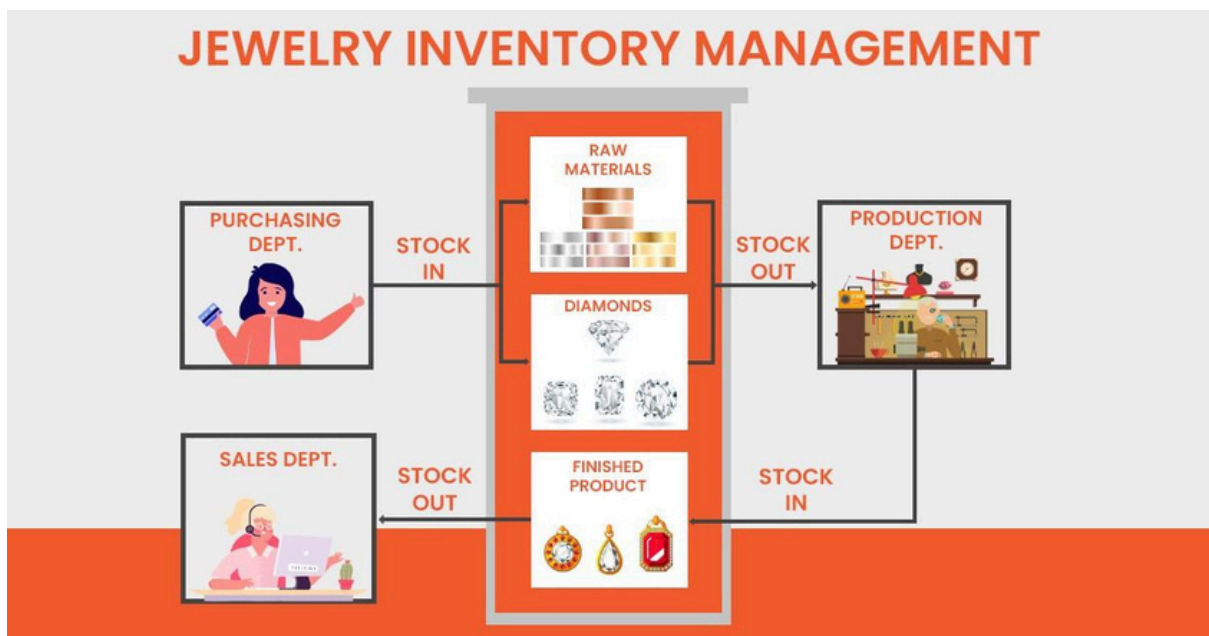 JEWELRY INVENTORY MANAGEMENT
PURCHASING
DEPT.
STOCK
IN
RAW
MATERIALS
DIAMONDS
STOCK
OUT
PRODUCTION
DEPT.
SALES DEPT.
STOCK
OUT
FINISHED
PRODUCT
STOCK
IN